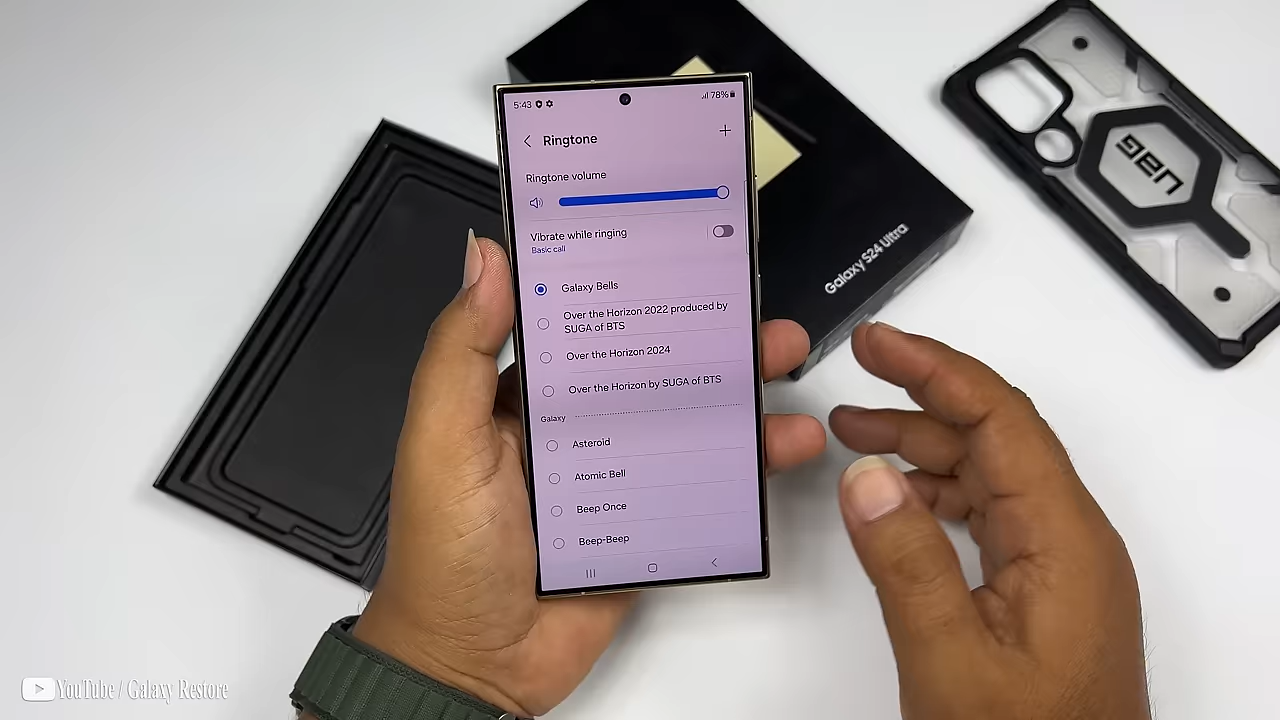 5:43
78%
Ringtone
Ringtone volume
Vibrate while ringing
Basic call
Galaxy Bells
Over the Horizon 2022 produced by
SUGA of BTS
Over the Horizon 2024
Over the Horizon by SUGA of BTS
Galaxy
Asteroid
Atomic Bell
Beep Once
Beep-Beep
Galaxy S24 Ultra
UAG
YouTube / Galaxy Restore